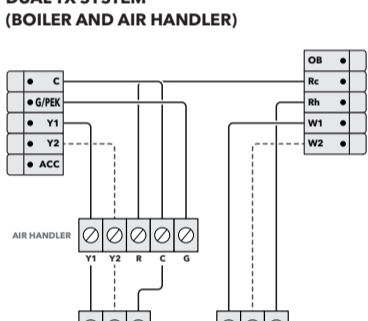 DUAL TX SYSTEM
(BOILER AND AIR HANDLER)
OB
C Rc
G/PEK Rh
Y1 W1
Y2 W2
ACC
AIR HANDLER
Y1 Y2 R C G